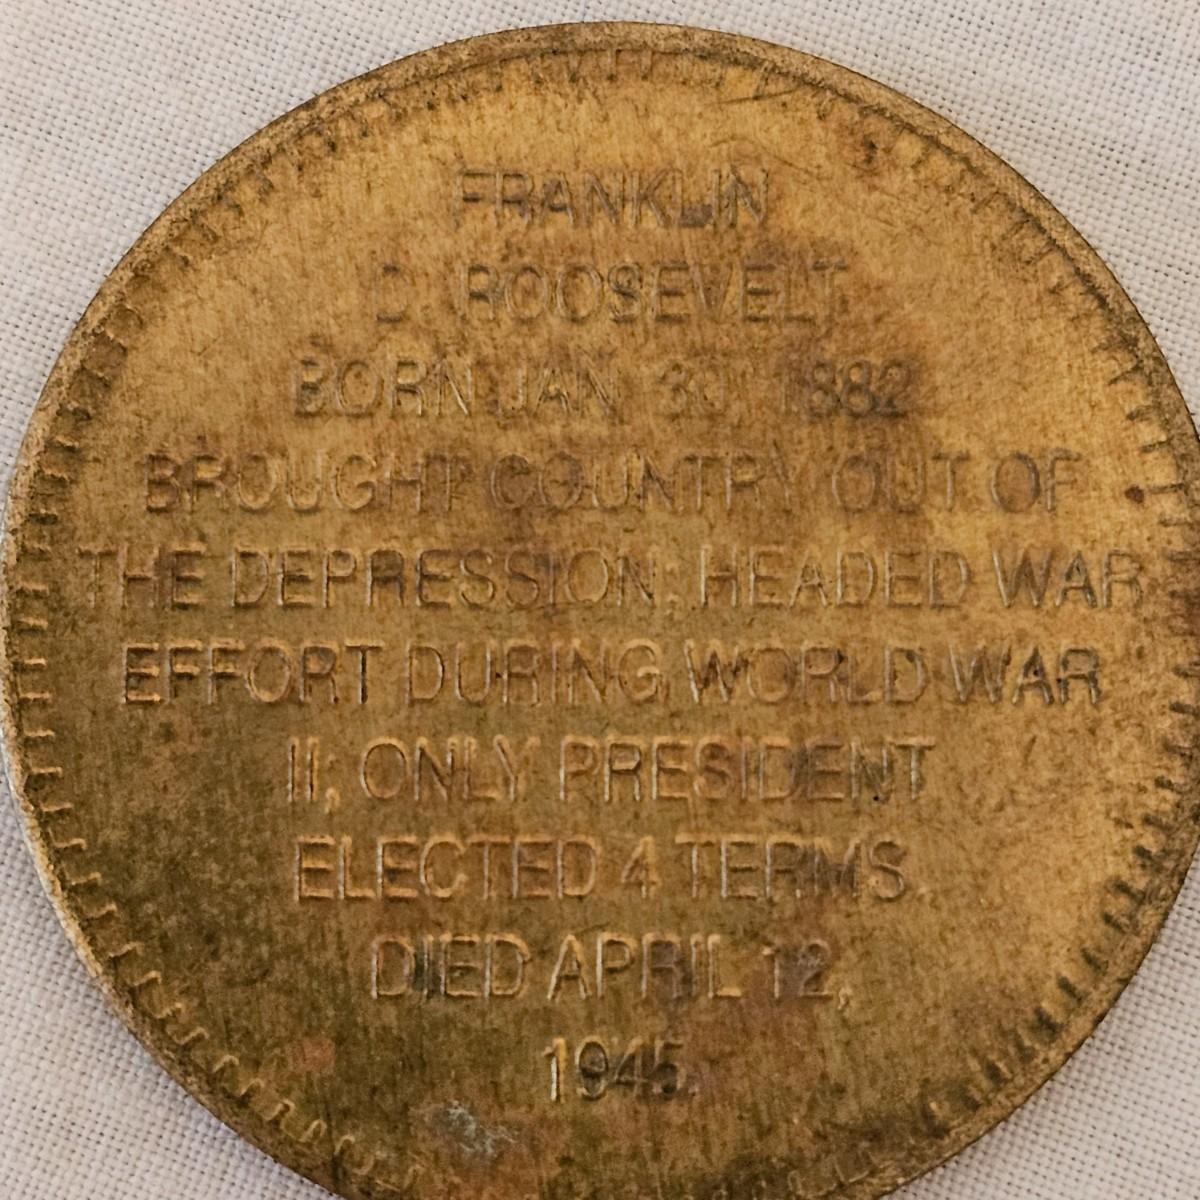 FRANKLIN
D. ROOSEVELT
BORN JAN 30, 1882
BROUGHT COUNTRY OUT OF
THE DEPRESSION; HEADED WAR
EFFORT DURING WORLD WAR
II; ONLY PRESIDENT
ELECTED 4 TERMS.
DIED APRIL 12,
1945.